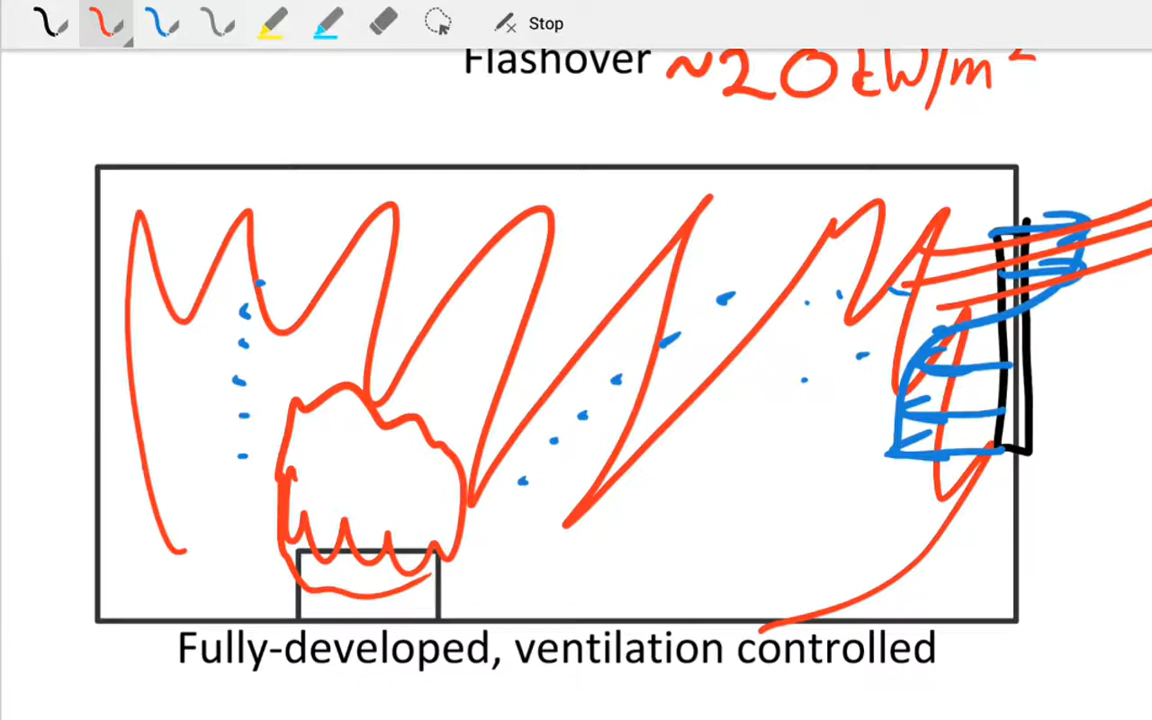 Stop
Flashover ~20 kW/m²
Fully-developed, ventilation controlled